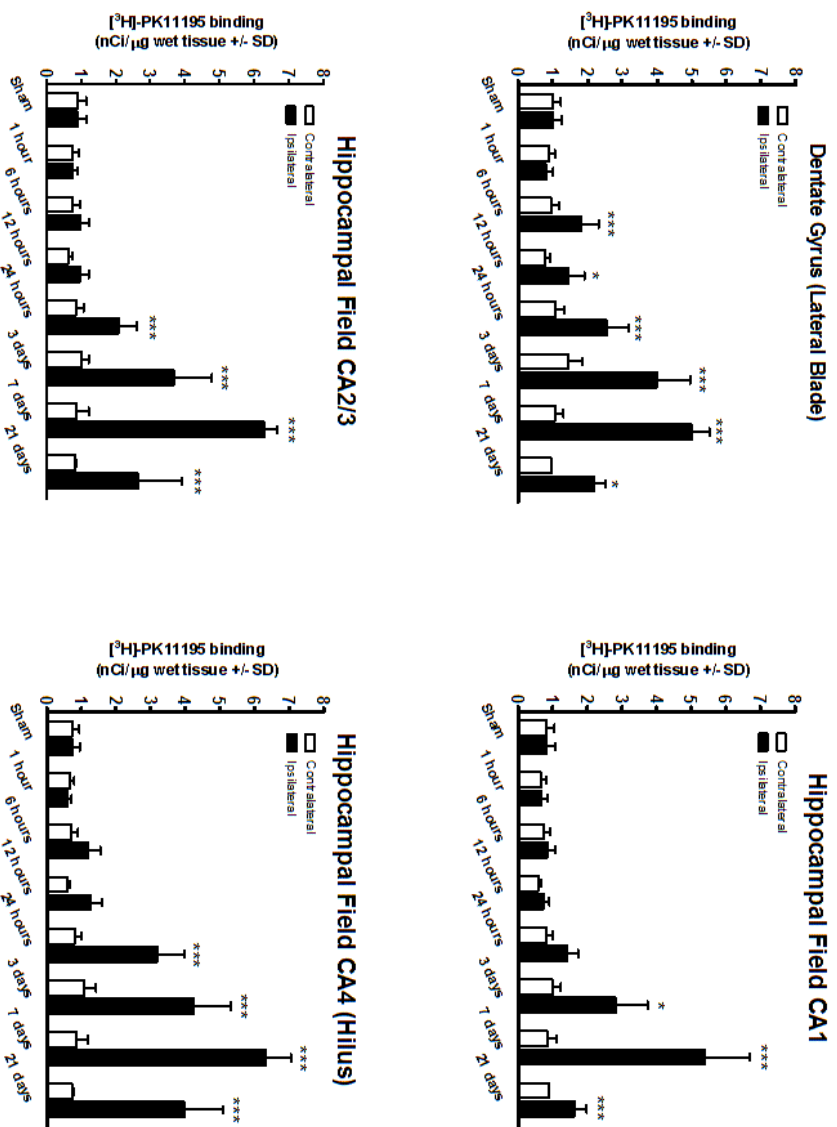 Dentate Gyrus (Lateral Blade)
[³H]-PK11195 binding
(nCi/µg wet tissue +/- SD)
8
7
6
5
4
3
2
1
0
Contralateral
Ipsilateral
***
*
***
***
***
*
Sham
1 hour
6 hours
12 hours
24 hours
3 days
7 days
21 days
Hippocampal Field CA1
[³H]-PK11195 binding
(nCi/µg wet tissue +/- SD)
8
7
6
5
4
3
2
1
0
Contralateral
Ipsilateral
*
***
***
Sham
1 hour
6 hours
12 hours
24 hours
3 days
7 days
21 days
Hippocampal Field CA2/3
[³H]-PK11195 binding
(nCi/µg wet tissue +/- SD)
8
7
6
5
4
3
2
1
0
Contralateral
Ipsilateral
***
***
***
***
Sham
1 hour
6 hours
12 hours
24 hours
3 days
7 days
21 days
Hippocampal Field CA4 (Hilus)
[³H]-PK11195 binding
(nCi/µg wet tissue +/- SD)
8
7
6
5
4
3
2
1
0
Contralateral
Ipsilateral
***
***
***
***
Sham
1 hour
6 hours
12 hours
24 hours
3 days
7 days
21 days